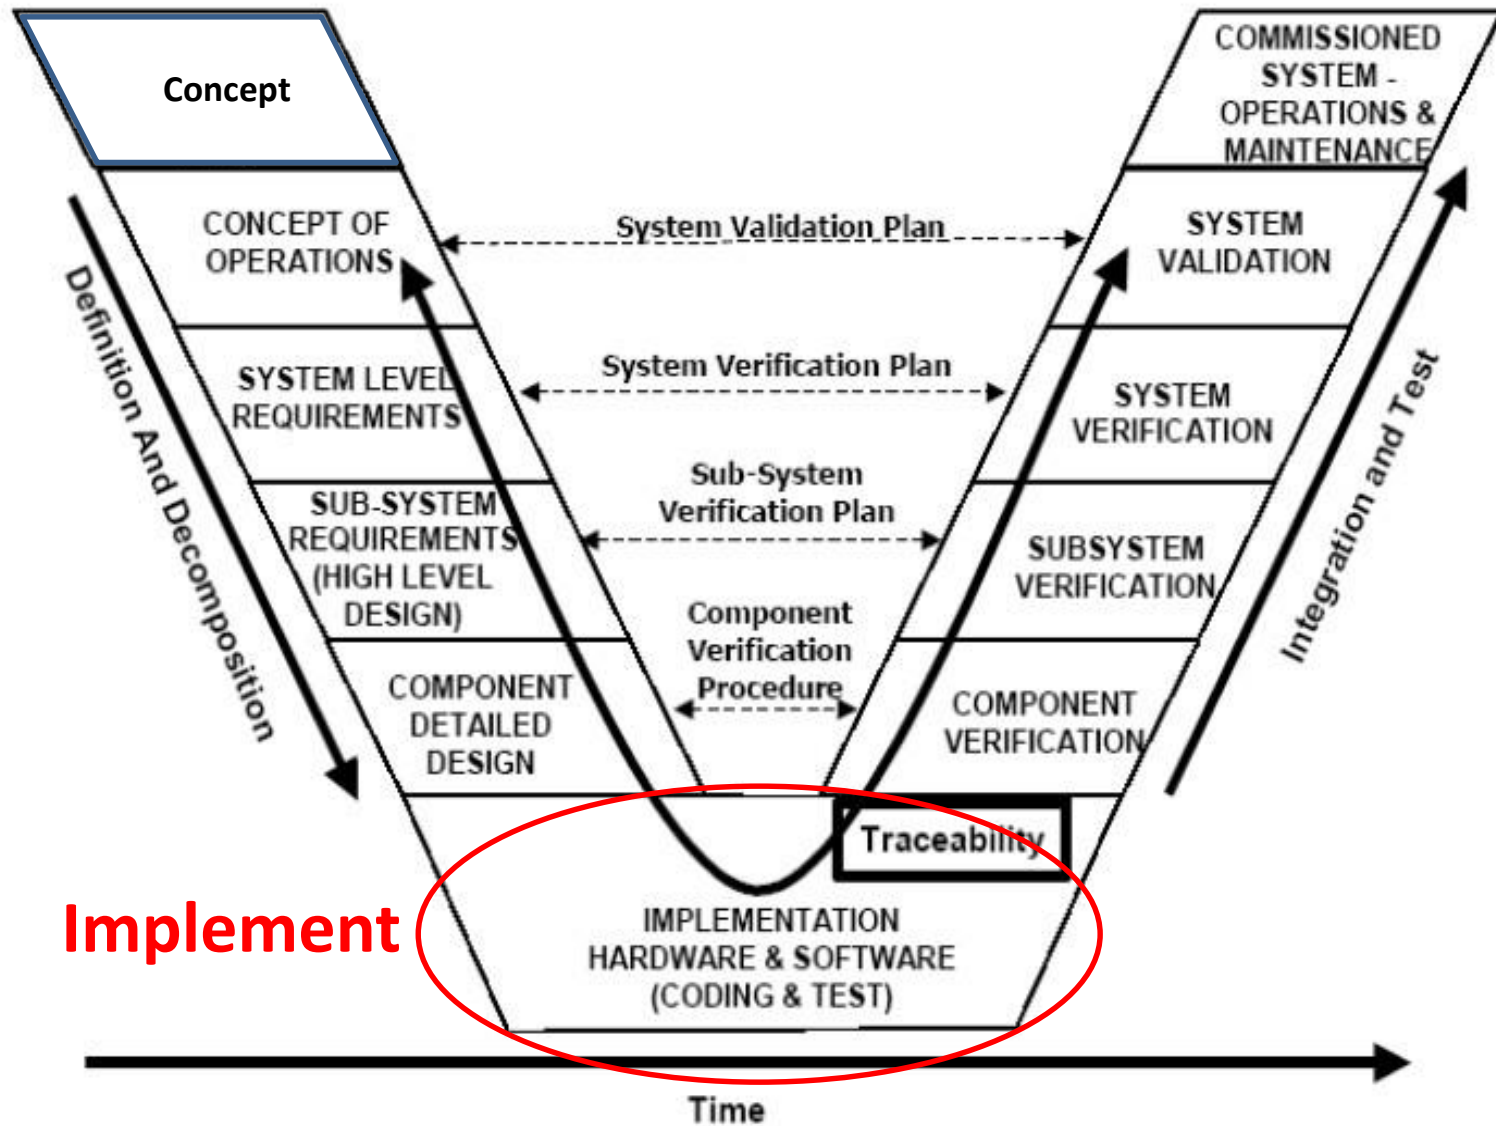 Concept
COMMISSIONED
SYSTEM -
OPERATIONS &
MAINTENANCE
CONCEPT OF
OPERATIONS
System Validation Plan
SYSTEM
VALIDATION
Definition And Decomposition
SYSTEM LEVEL
REQUIREMENTS
System Verification Plan
SYSTEM
VERIFICATION
Integration and Test
SUB-SYSTEM
REQUIREMENTS
(HIGH LEVEL
DESIGN)
Sub-System
Verification Plan
SUBSYSTEM
VERIFICATION
COMPONENT
DETAILED
DESIGN
Component
Verification
Procedure
COMPONENT
VERIFICATION
Traceability
Implement
IMPLEMENTATION
HARDWARE & SOFTWARE
(CODING & TEST)
Time